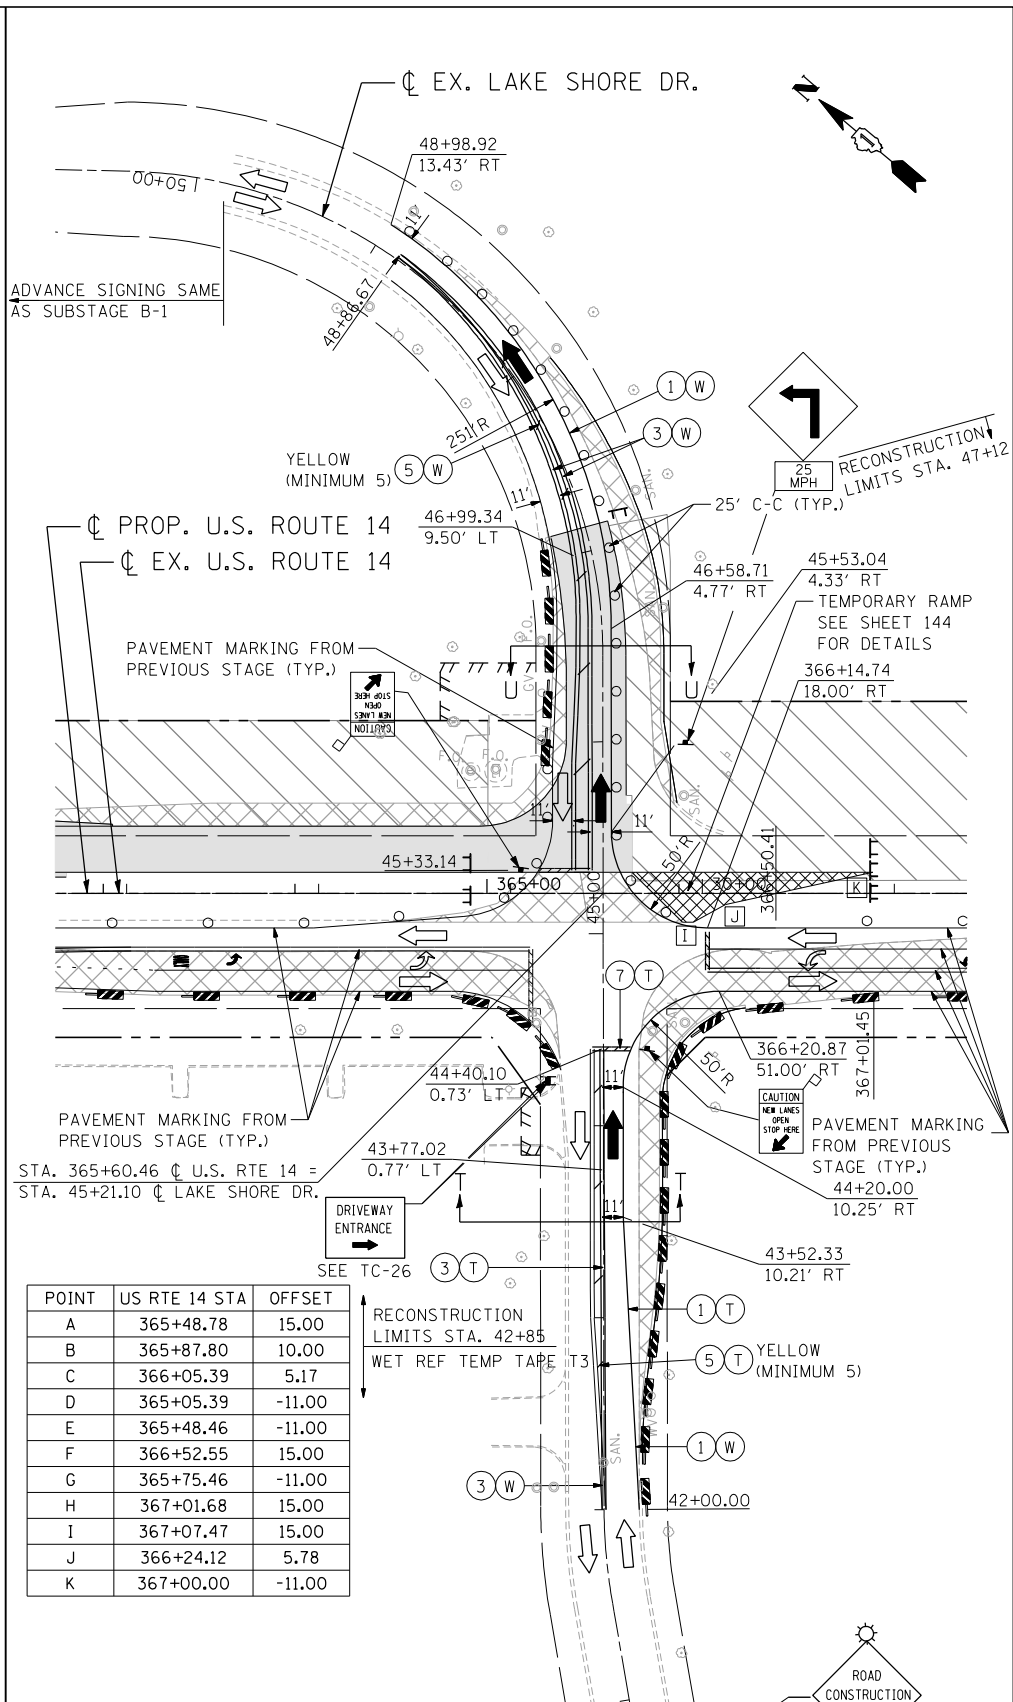 ℄ EX. LAKE SHORE DR.
N
48+98.92
13.43' RT
50+00
11'
ADVANCE SIGNING SAME
AS SUBSTAGE B-1
48+86.67
1 W
3 W
251'R
YELLOW
(MINIMUM 5)
5 W
25
MPH
RECONSTRUCTION
LIMITS STA. 47+12
SAN.
11'
25' C-C (TYP.)
46+99.34
9.50' LT
℄ PROP. U.S. ROUTE 14
℄ EX. U.S. ROUTE 14
45+53.04
4.33' RT
46+58.71
4.77' RT
TEMPORARY RAMP
SEE SHEET 144
FOR DETAILS
SAN.
PAVEMENT MARKING FROM
PREVIOUS STAGE (TYP.)
366+14.74
18.00' RT
U
U
GV
P.O.
CAUTION
NEW LANES
OPEN
STOP HERE
P.O.
P.O.
SAN.
11'
11'
50'R
45+33.14
365+00
45+00
30+00
366+50.41
K
J
I
7 T
367+01.45
366+20.87
51.00' RT
50'R
44+40.10
0.73' LT
11'
CAUTION
NEW LANES
OPEN
STOP HERE
PAVEMENT MARKING FROM
PREVIOUS STAGE (TYP.)
PAVEMENT MARKING
FROM PREVIOUS
STAGE (TYP.)
43+77.02
0.77' LT
STA. 365+60.46 ℄ U.S. RTE 14 =
STA. 45+21.10 ℄ LAKE SHORE DR.
T
T
44+20.00
10.25' RT
DRIVEWAY
ENTRANCE
11'
SEE TC-26
3 T
43+52.33
10.21' RT
POINT US RTE 14 STA OFFSET
A 365+48.78 15.00
B 365+87.80 10.00
C 366+05.39 5.17
D 365+05.39 -11.00
E 365+48.46 -11.00
F 366+52.55 15.00
G 365+75.46 -11.00
H 367+01.68 15.00
I 367+07.47 15.00
J 366+24.12 5.78
K 367+00.00 -11.00
RECONSTRUCTION
LIMITS STA. 42+85
WET REF TEMP TAPE T3
1 T
5 T
YELLOW
(MINIMUM 5)
SAN.
1 W
3 W
42+00.00
ROAD
CONSTRUCTION